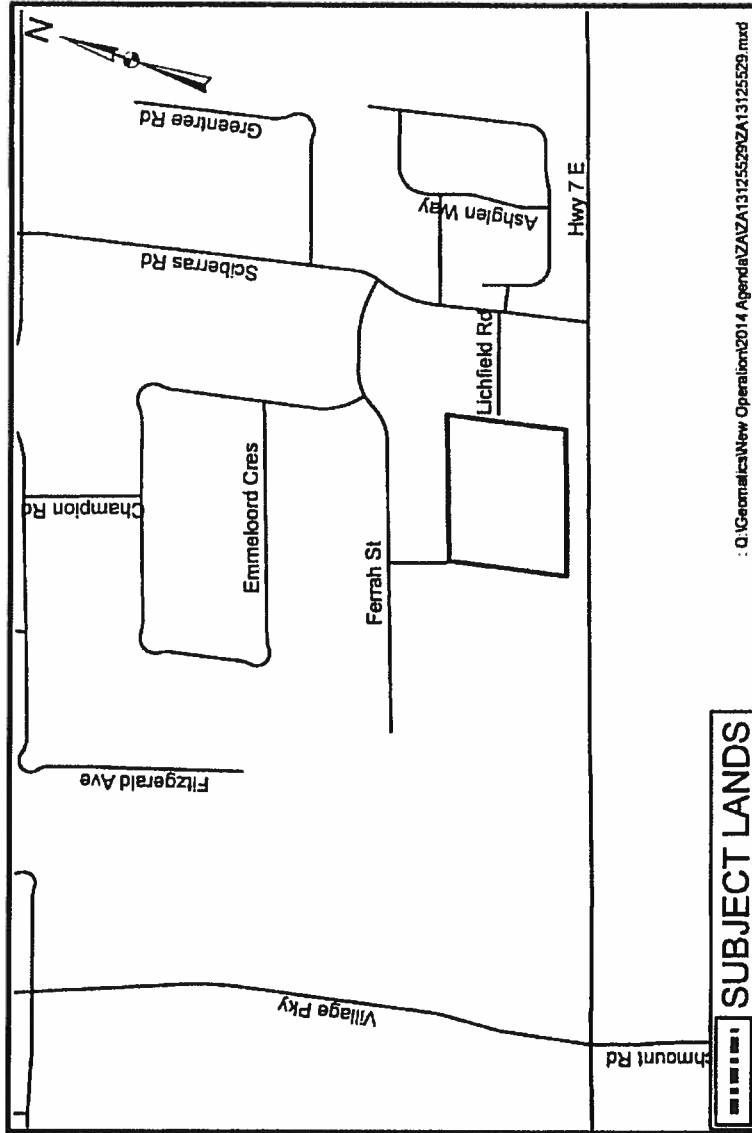 N
Greentree Rd
Sciberras Rd
Ashglen Way
Hwy 7 E
Lichfield Rd
Champion Rd
Emmeloord Cres
Ferrah St
Fitzgerald Ave
Village Pky
chmount Rd
SUBJECT LANDS
: Q:\Geomatics\New Operation\2014 Agenda\ZA\ZA13125529\ZA13125529.mxd